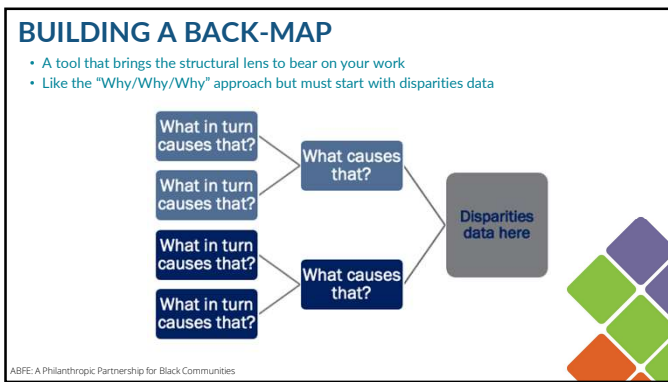 BUILDING A BACK-MAP
• A tool that brings the structural lens to bear on your work
• Like the “Why/Why/Why” approach but must start with disparities data
What in turn
causes that?
What in turn
causes that?
What in turn
causes that?
What in turn
causes that?
What causes
that?
What causes
that?
Disparities
data here
ABFE: A Philanthropic Partnership for Black Communities